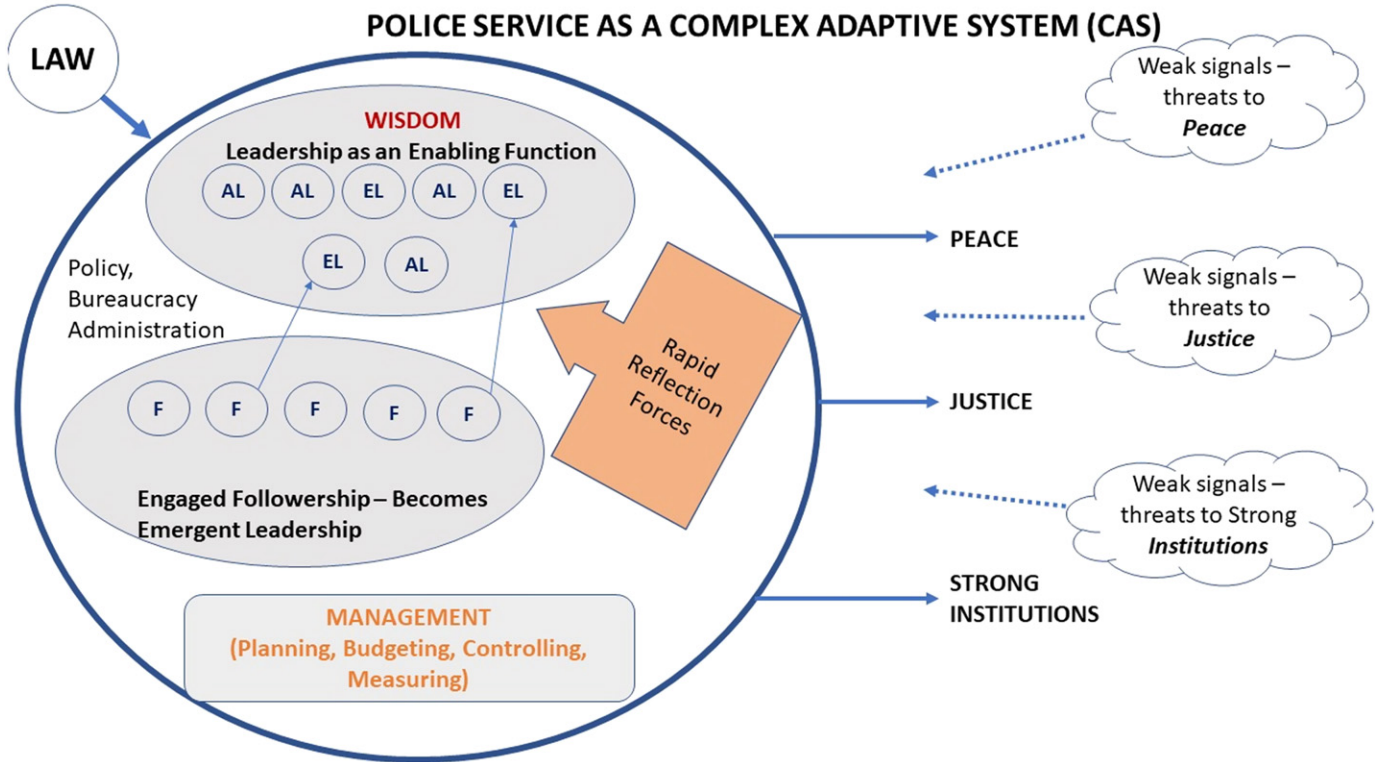 POLICE SERVICE AS A COMPLEX ADAPTIVE SYSTEM (CAS)
LAW
WISDOM
Leadership as an Enabling Function
AL
AL
EL
AL
EL
EL
AL
Policy,
Bureaucracy
Administration
F
F
F
F
F
Engaged Followership – Becomes
Emergent Leadership
Rapid
Reflection
Forces
MANAGEMENT
(Planning, Budgeting, Controlling,
Measuring)
PEACE
JUSTICE
STRONG
INSTITUTIONS
Weak signals –
threats to
Peace
Weak signals –
threats to
Justice
Weak signals –
threats to Strong
Institutions